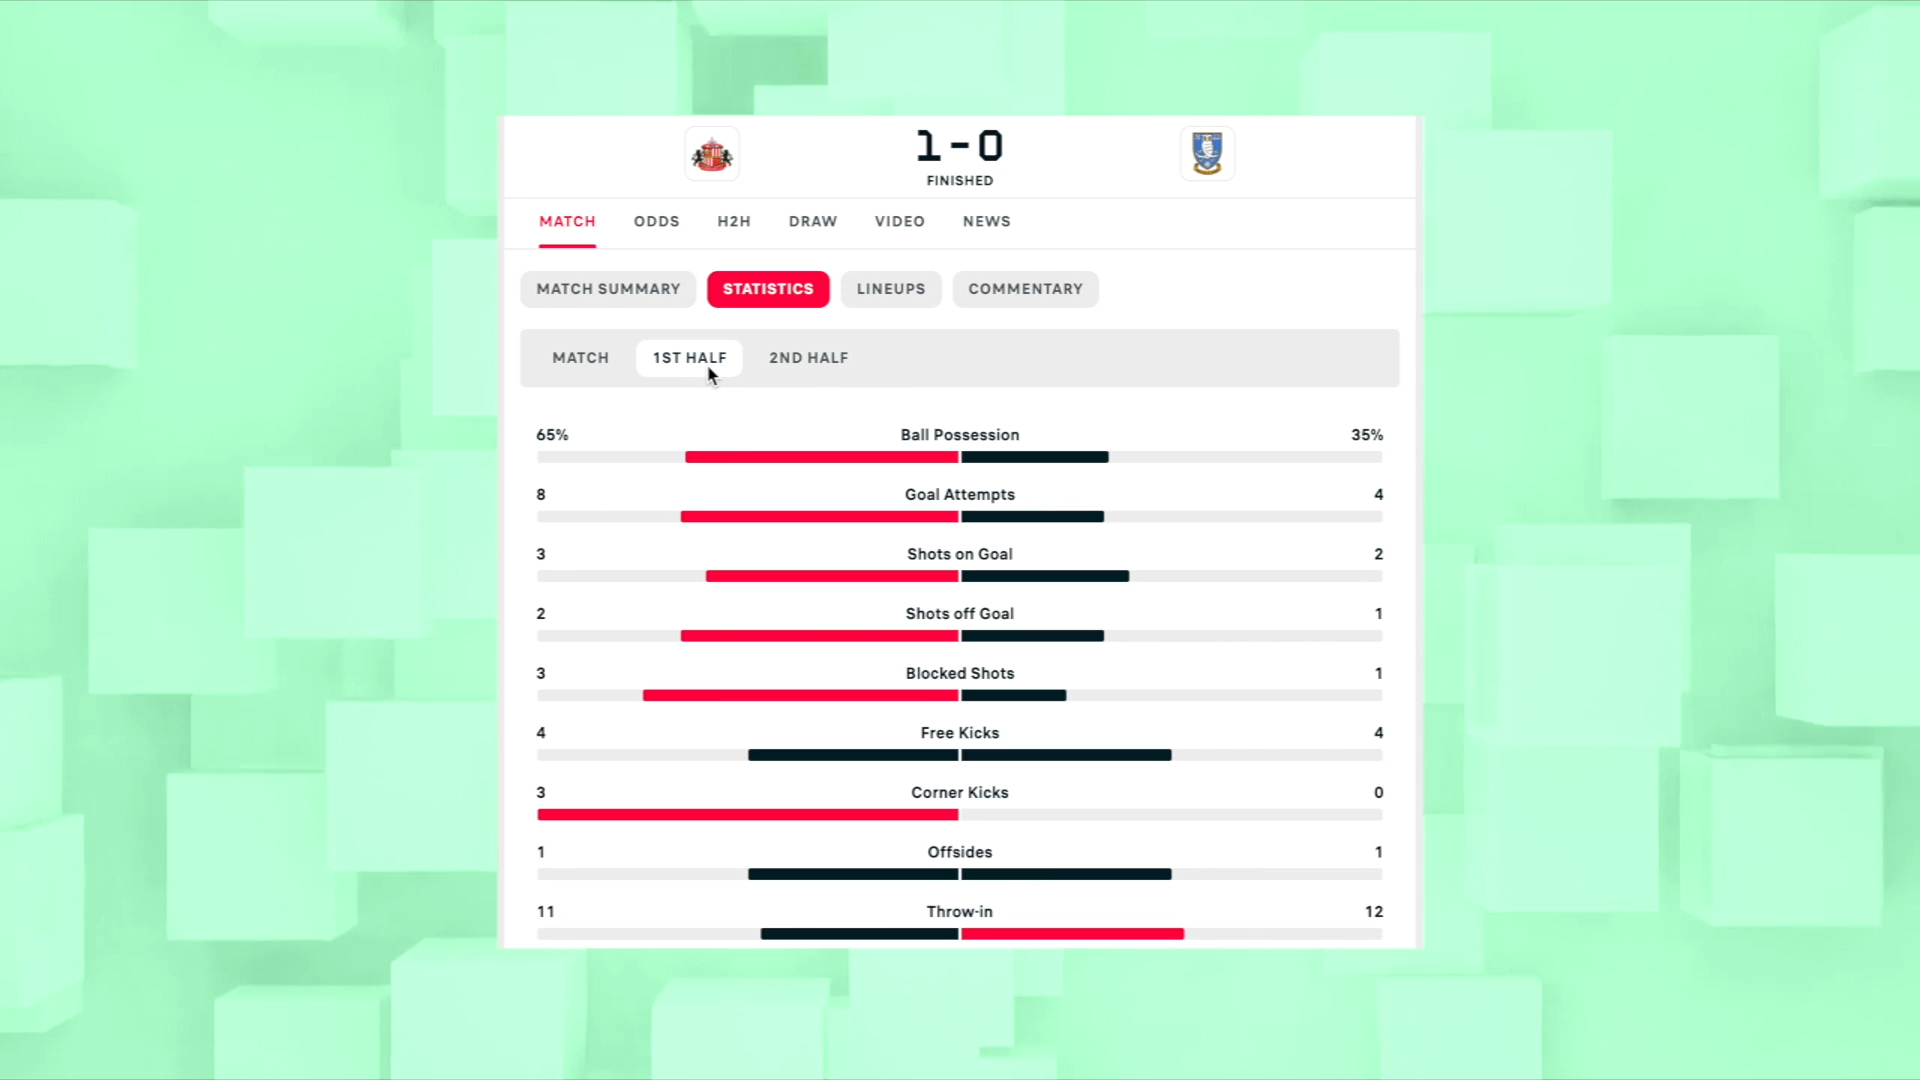 1-0
FINISHED
MATCH ODDS H2H DRAW VIDEO NEWS
MATCH SUMMARY STATISTICS LINEUPS COMMENTARY
MATCH 1ST HALF 2ND HALF
65% Ball Possession 35%
8 Goal Attempts 4
3 Shots on Goal 2
2 Shots off Goal 1
3 Blocked Shots 1
4 Free Kicks 4
3 Corner Kicks 0
1 Offsides 1
11 Throw-in 12